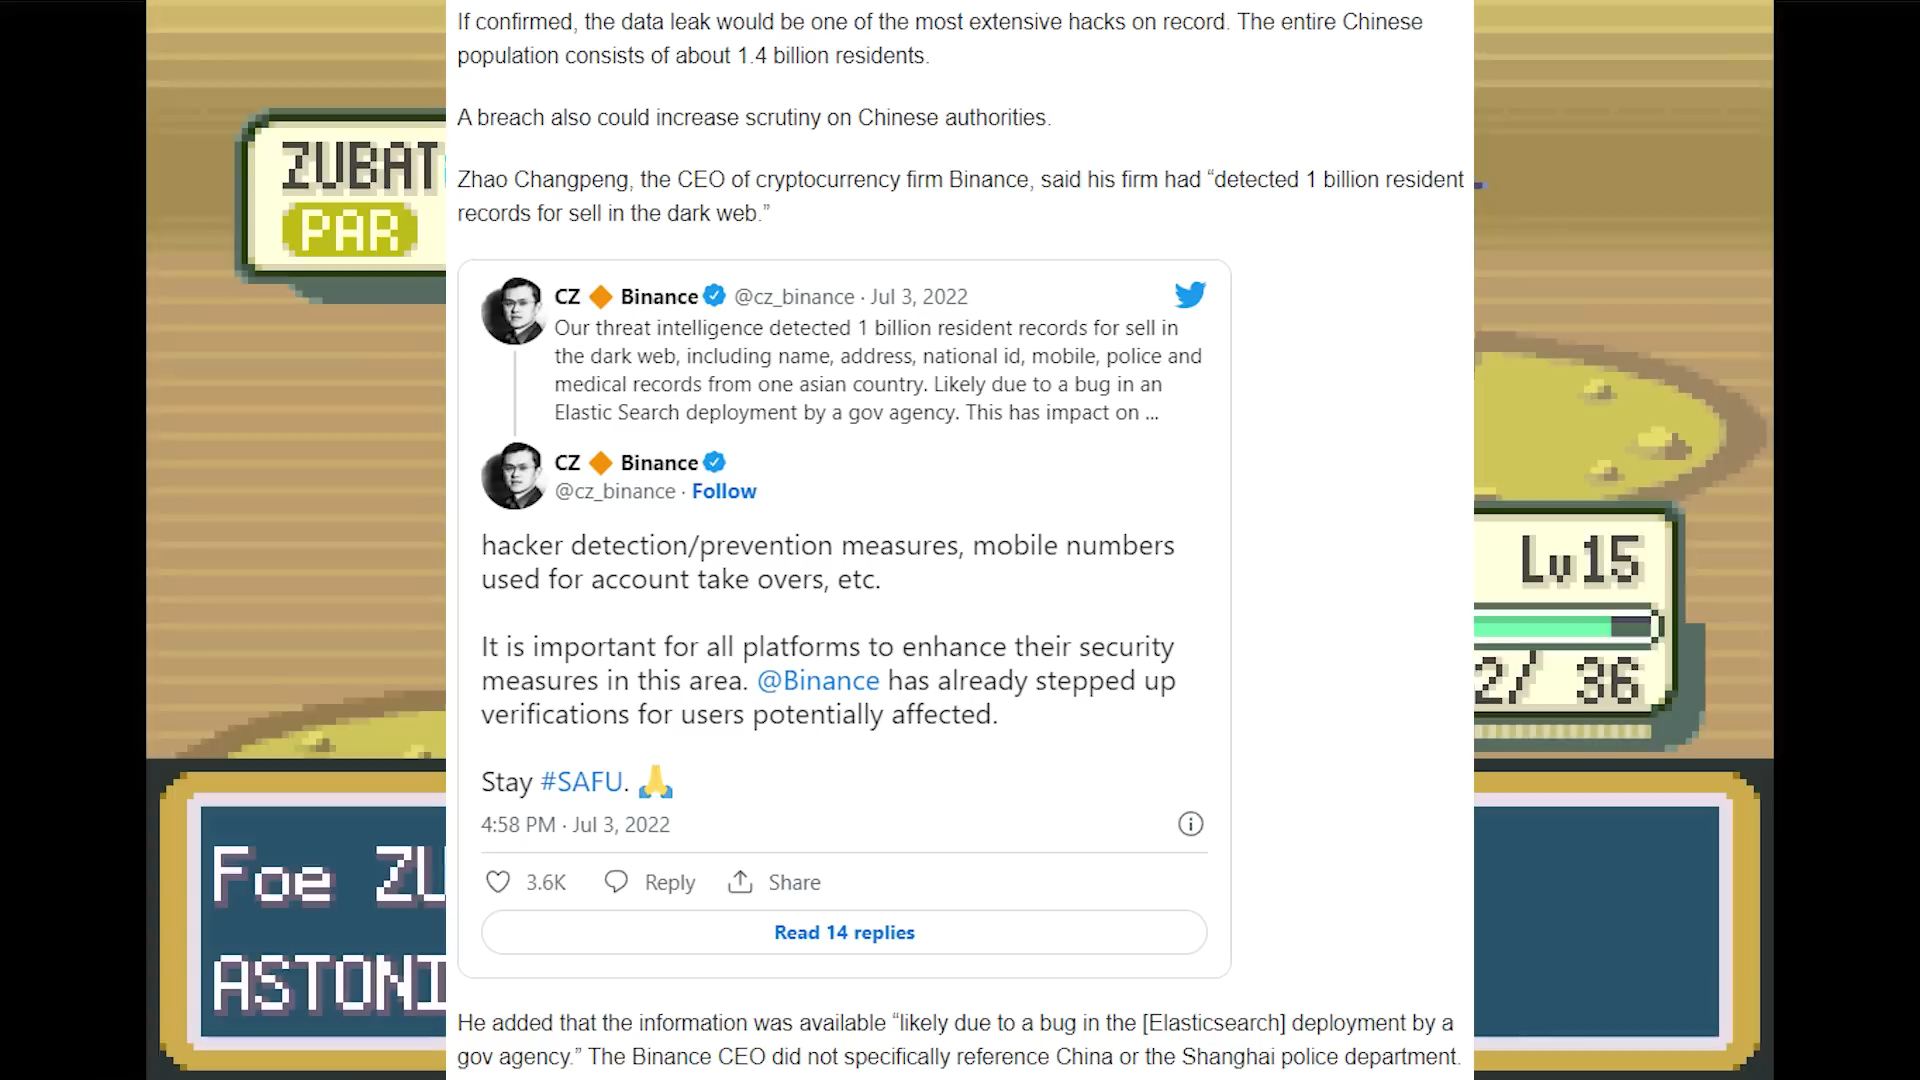 If confirmed, the data leak would be one of the most extensive hacks on record. The entire Chinese
population consists of about 1.4 billion residents.
A breach also could increase scrutiny on Chinese authorities.
Zhao Changpeng, the CEO of cryptocurrency firm Binance, said his firm had “detected 1 billion resident
records for sell in the dark web.”
ZUBAT
PAR
CZ 🔶 Binance @cz_binance · Jul 3, 2022
Our threat intelligence detected 1 billion resident records for sell in
the dark web, including name, address, national id, mobile, police and
medical records from one asian country. Likely due to a bug in an
Elastic Search deployment by a gov agency. This has impact on ...
CZ 🔶 Binance
@cz_binance · Follow
hacker detection/prevention measures, mobile numbers
used for account take overs, etc.
It is important for all platforms to enhance their security
measures in this area. @Binance has already stepped up
verifications for users potentially affected.
Stay #SAFU. 🙏
4:58 PM · Jul 3, 2022
3.6K Reply Share
Read 14 replies
He added that the information was available “likely due to a bug in the [Elasticsearch] deployment by a
gov agency.” The Binance CEO did not specifically reference China or the Shanghai police department.
Lv15
2/ 36
Foe ZU
ASTONI